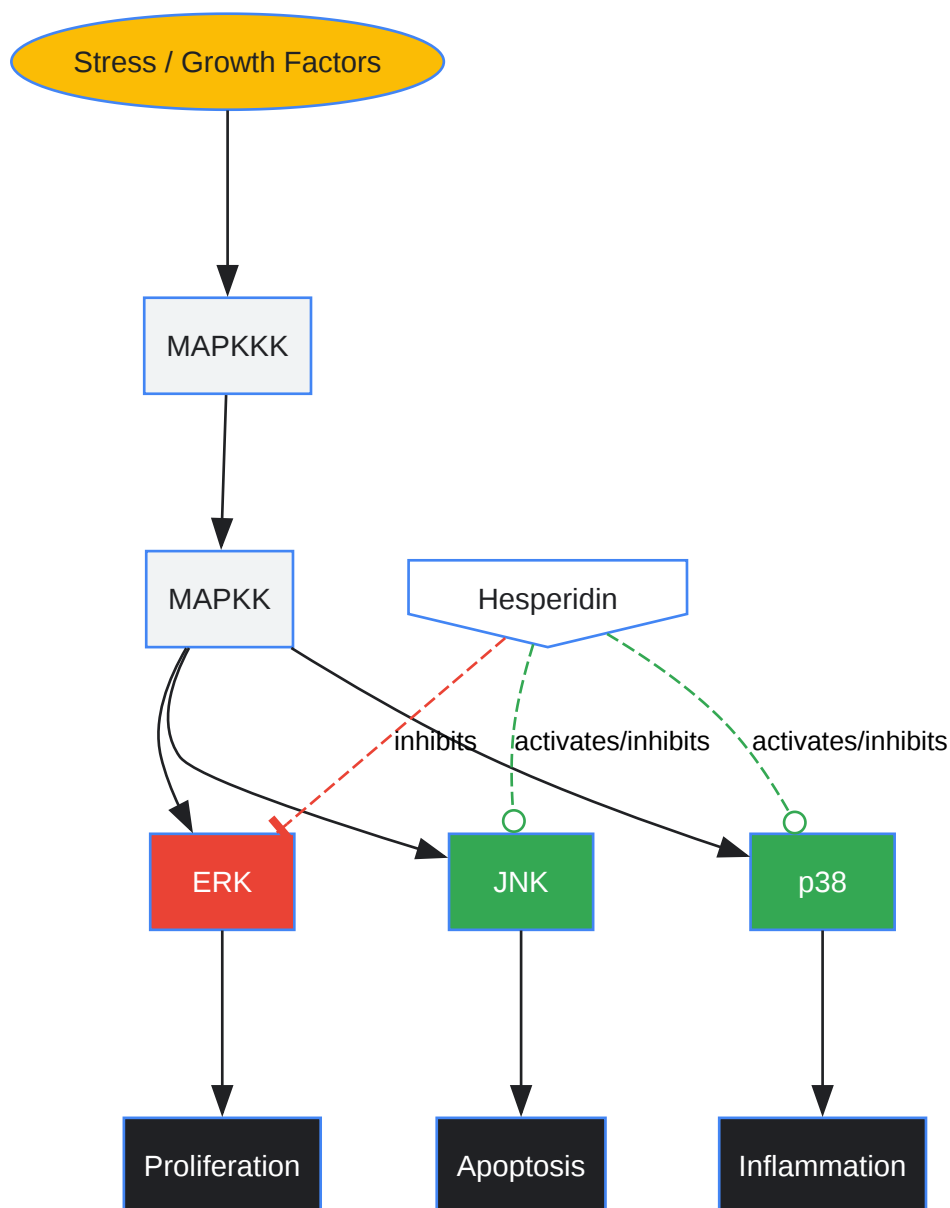 Stress / Growth Factors
MAPKKK
MAPKK
Hesperidin
inhibits
activates/inhibits
activates/inhibits
ERK
JNK
p38
Proliferation
Apoptosis
Inflammation